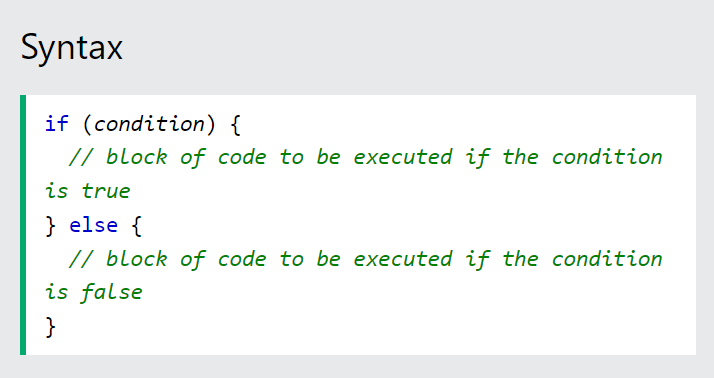 Syntax
if (condition) {
  // block of code to be executed if the condition
is true
} else {
  // block of code to be executed if the condition
is false
}